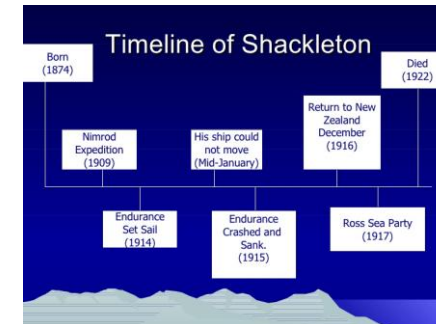 Timeline of Shackleton
Born
(1874)
Died
(1922)
Nimrod
Expedition
(1909)
His ship could
not move
(Mid-January)
Return to New
Zealand
December
(1916)
Endurance
Set Sail
(1914)
Endurance
Crashed and
Sank.
(1915)
Ross Sea Party
(1917)